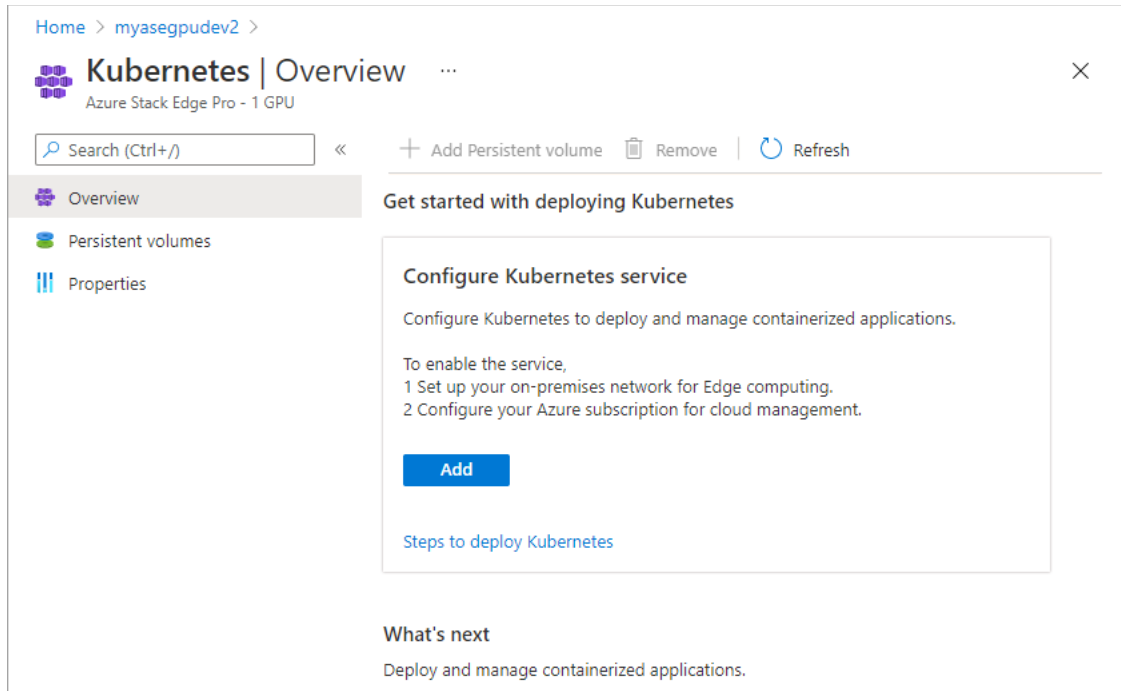 Home > myasegpudev2 >
Kubernetes | Overview ...
Azure Stack Edge Pro - 1 GPU
Search (Ctrl+/) « + Add Persistent volume Remove Refresh
Overview
Persistent volumes
Properties
Get started with deploying Kubernetes
Configure Kubernetes service
Configure Kubernetes to deploy and manage containerized applications.
To enable the service,
1 Set up your on-premises network for Edge computing.
2 Configure your Azure subscription for cloud management.
Add
Steps to deploy Kubernetes
What's next
Deploy and manage containerized applications.